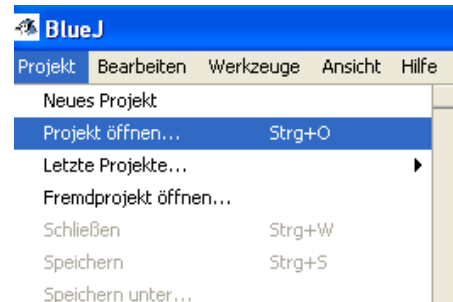 BlueJ
Projekt Bearbeiten Werkzeuge Ansicht Hilfe
Neues Projekt
Projekt öffnen... Strg+O
Letzte Projekte...
Fremdprojekt öffnen...
Schließen Strg+W
Speichern Strg+S
Speichern unter...